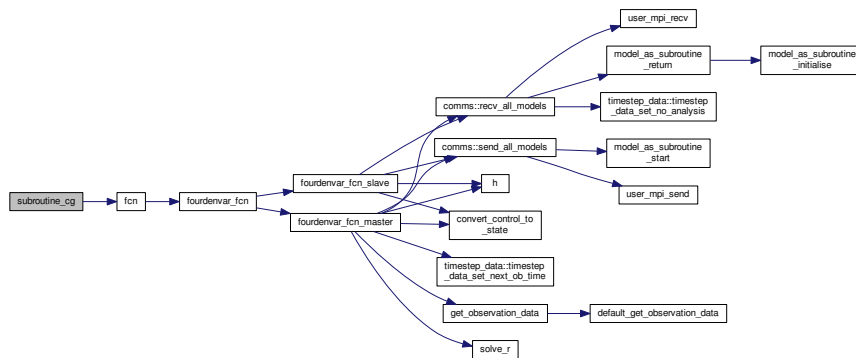 subroutine_cg
fcn
fourdenvar_fcn
fourdenvar_fcn_slave
fourdenvar_fcn_master
comms::recv_all_models
comms::send_all_models
h
convert_control_to
_state
timestep_data::timestep
_data_set_next_ob_time
get_observation_data
solve_r
user_mpi_recv
model_as_subroutine
_return
timestep_data::timestep
_data_set_no_analysis
model_as_subroutine
_start
user_mpi_send
default_get_observation_data
model_as_subroutine
_initialise